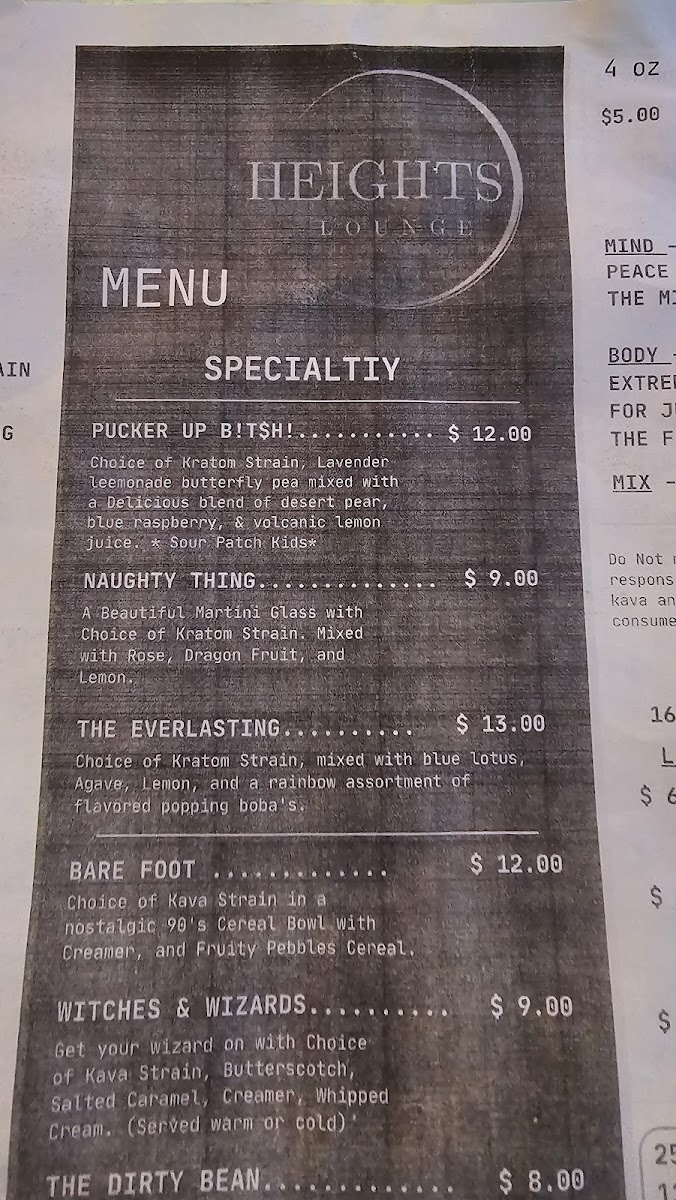 HEIGHTS
LOUNGE
MENU
SPECIALTIY
PUCKER UP B!T$H!........... $ 12.00
Choice of Kratom Strain, Lavender
leemonade butterfly pea mixed with
a Delicious blend of desert pear,
blue raspberry, & volcanic lemon
juice. * Sour Patch Kids*
NAUGHTY THING.............. $ 9.00
A Beautiful Martini Glass with
Choice of Kratom Strain. Mixed
with Rose, Dragon Fruit, and
Lemon.
THE EVERLASTING.......... $ 13.00
Choice of Kratom Strain, mixed with blue lotus,
Agave, Lemon, and a rainbow assortment of
flavored popping boba's.
BARE FOOT ............. $ 12.00
Choice of Kava Strain in a
nostalgic 90's Cereal Bowl with
Creamer, and Fruity Pebbles Cereal.
WITCHES & WIZARDS.......... $ 9.00
Get your wizard on with Choice
of Kava Strain, Butterscotch,
Salted Caramel, Creamer, Whipped
Cream. (Served warm or cold)
THE DIRTY BEAN............. $ 8.00
AIN
G
4 OZ
$5.00
MIND -
PEACE
THE MI
BODY -
EXTREM
FOR JU
THE F
MIX -
Do Not
respons
kava an
consume
16
L
$ 6
$
$
25